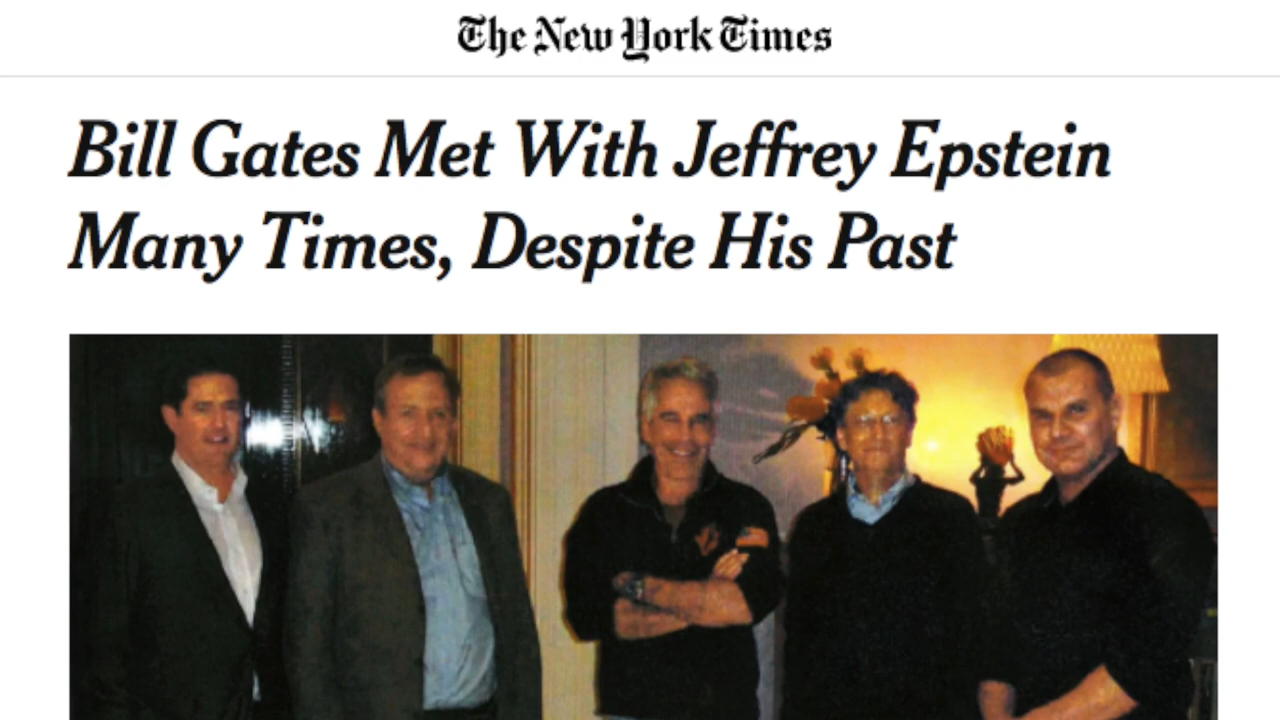 The New York Times
Bill Gates Met With Jeffrey Epstein
Many Times, Despite His Past